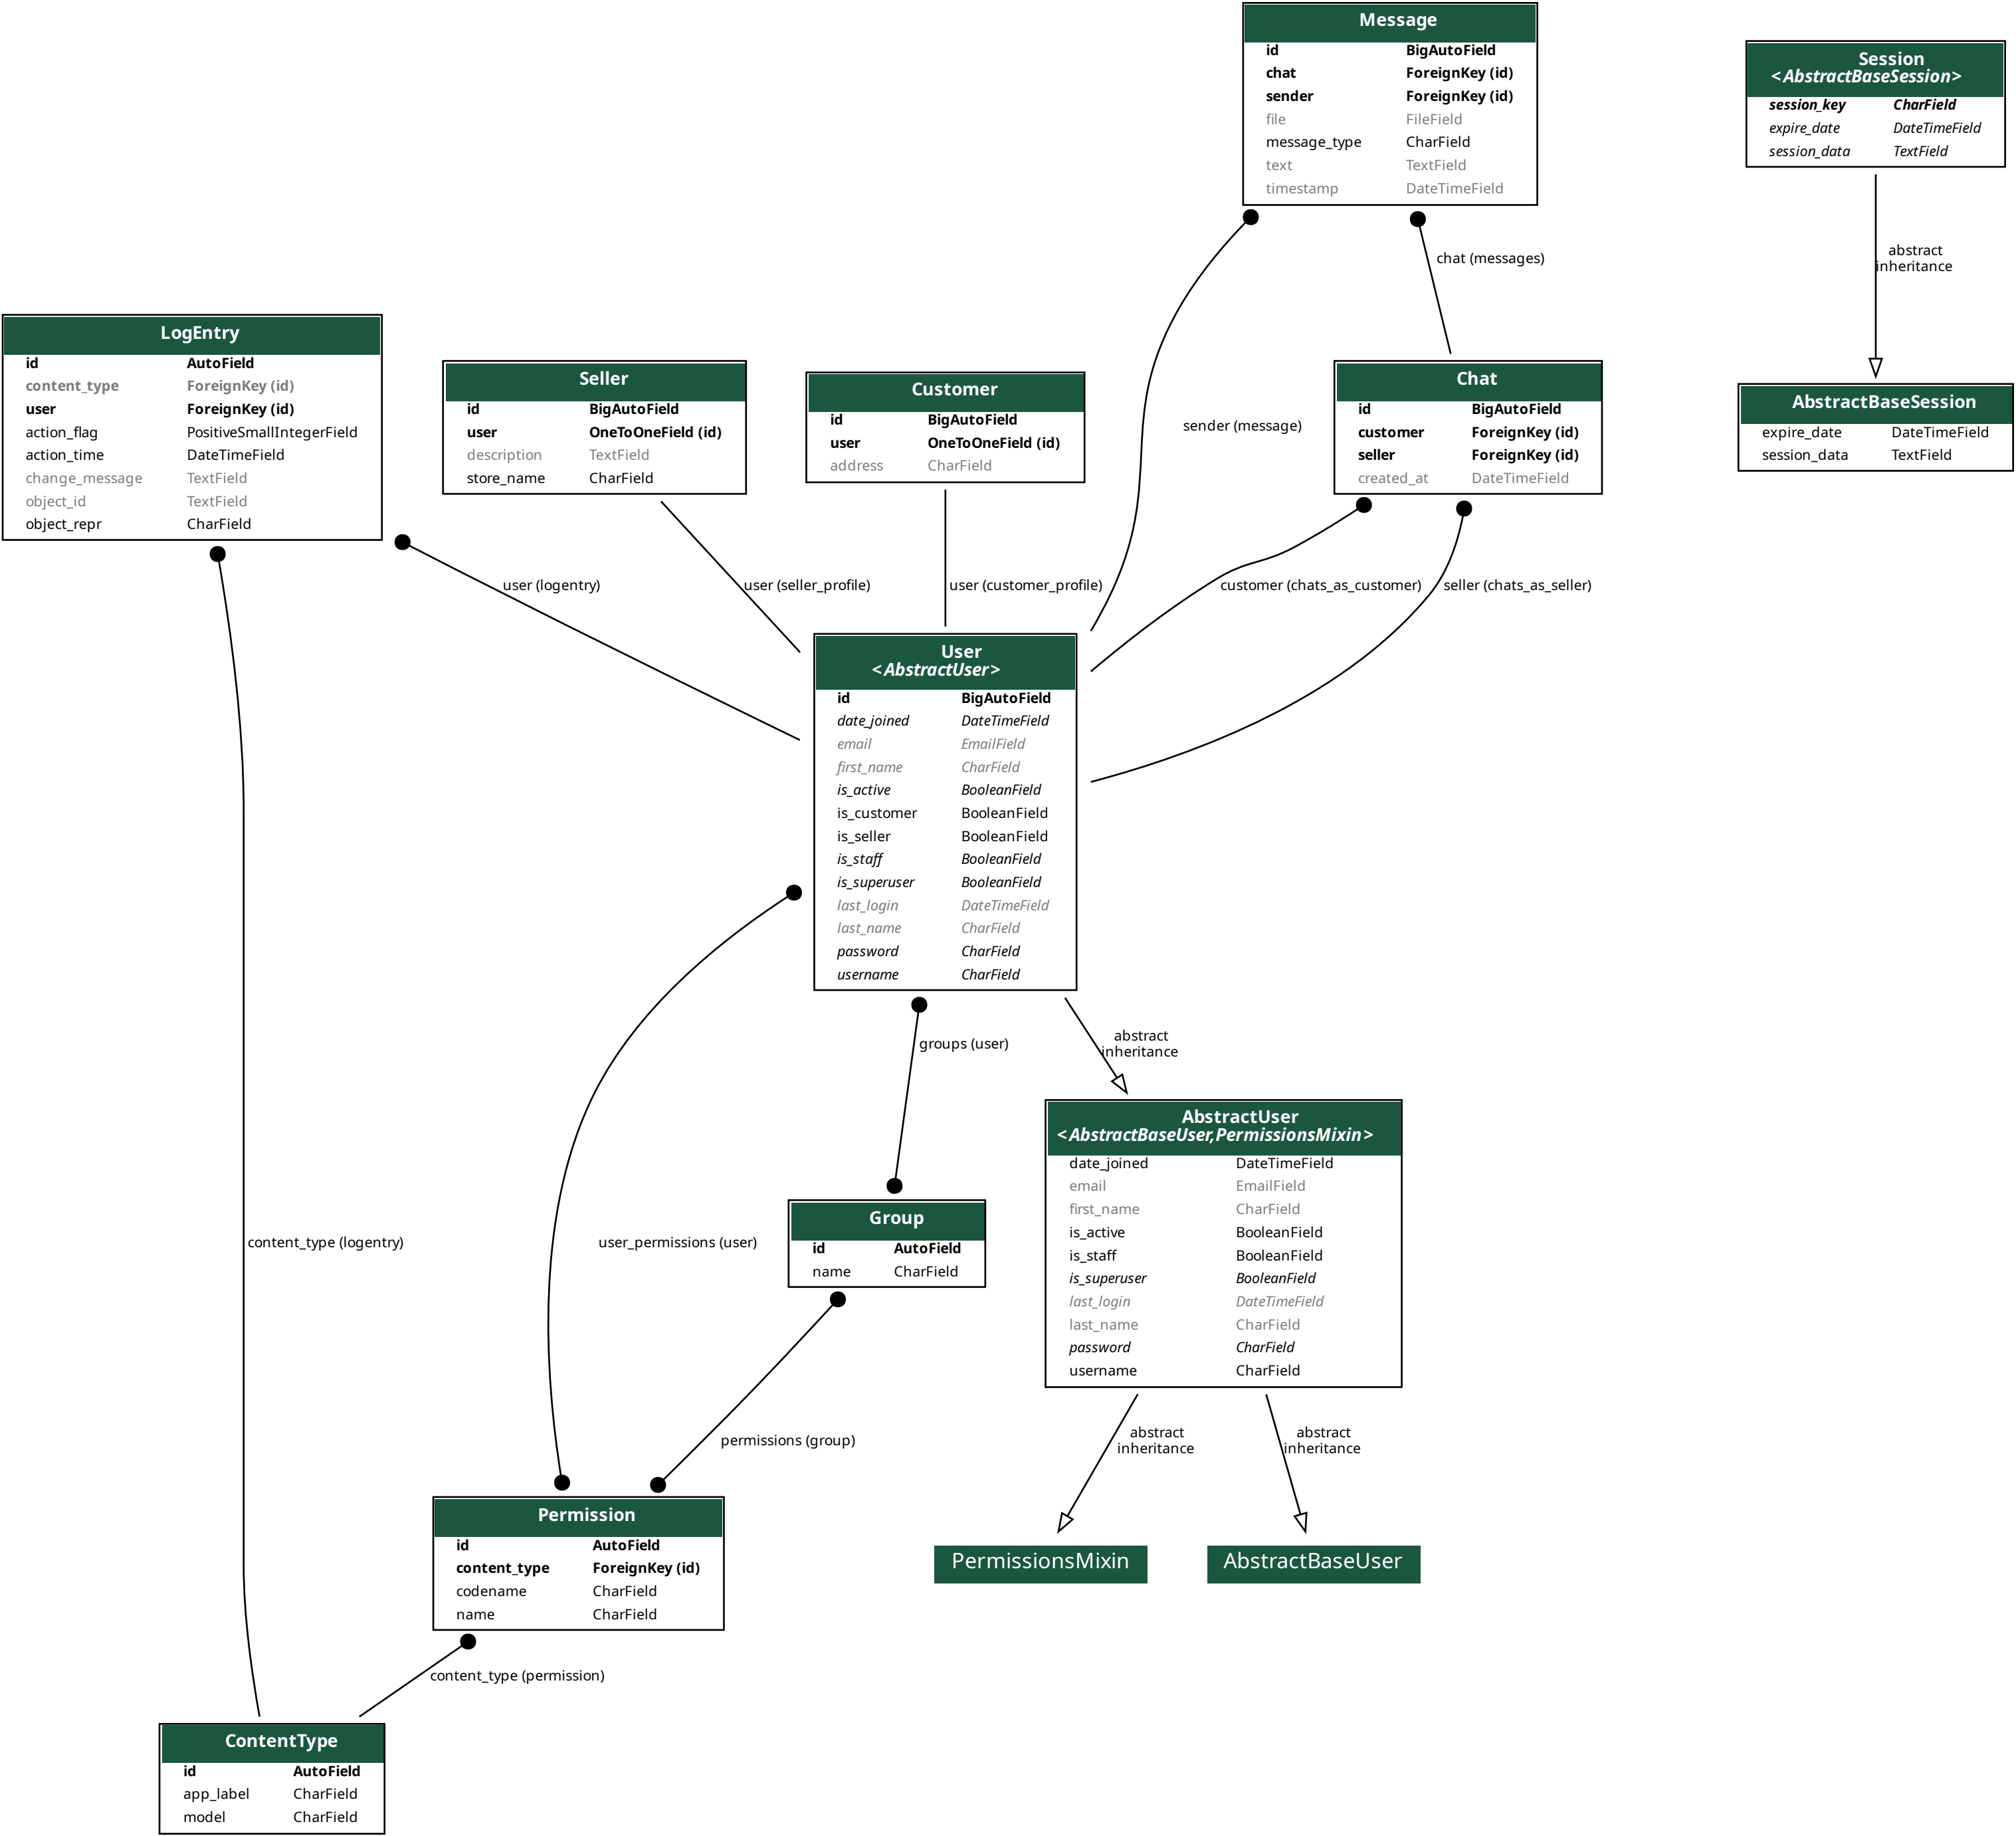 Message
id BigAutoField
chat ForeignKey (id)
sender ForeignKey (id)
file FileField
message_type CharField
text TextField
timestamp DateTimeField
Session
<AbstractBaseSession>
session_key CharField
expire_date DateTimeField
session_data TextField
chat (messages)
abstract
inheritance
LogEntry
id AutoField
content_type ForeignKey (id)
user ForeignKey (id)
action_flag PositiveSmallIntegerField
action_time DateTimeField
change_message TextField
object_id TextField
object_repr CharField
Seller
id BigAutoField
user OneToOneField (id)
description TextField
store_name CharField
Customer
id BigAutoField
user OneToOneField (id)
address CharField
sender (message)
Chat
id BigAutoField
customer ForeignKey (id)
seller ForeignKey (id)
created_at DateTimeField
AbstractBaseSession
expire_date DateTimeField
session_data TextField
user (logentry)
user (seller_profile)
user (customer_profile)
customer (chats_as_customer)
seller (chats_as_seller)
User
<AbstractUser>
id BigAutoField
date_joined DateTimeField
email EmailField
first_name CharField
is_active BooleanField
is_customer BooleanField
is_seller BooleanField
is_staff BooleanField
is_superuser BooleanField
last_login DateTimeField
last_name CharField
password CharField
username CharField
groups (user)
abstract
inheritance
AbstractUser
<AbstractBaseUser,PermissionsMixin>
date_joined DateTimeField
email EmailField
first_name CharField
is_active BooleanField
is_staff BooleanField
is_superuser BooleanField
last_login DateTimeField
last_name CharField
password CharField
username CharField
content_type (logentry)
user_permissions (user)
Group
id AutoField
name CharField
permissions (group)
abstract
inheritance
abstract
inheritance
Permission
id AutoField
content_type ForeignKey (id)
codename CharField
name CharField
PermissionsMixin
AbstractBaseUser
content_type (permission)
ContentType
id AutoField
app_label CharField
model CharField